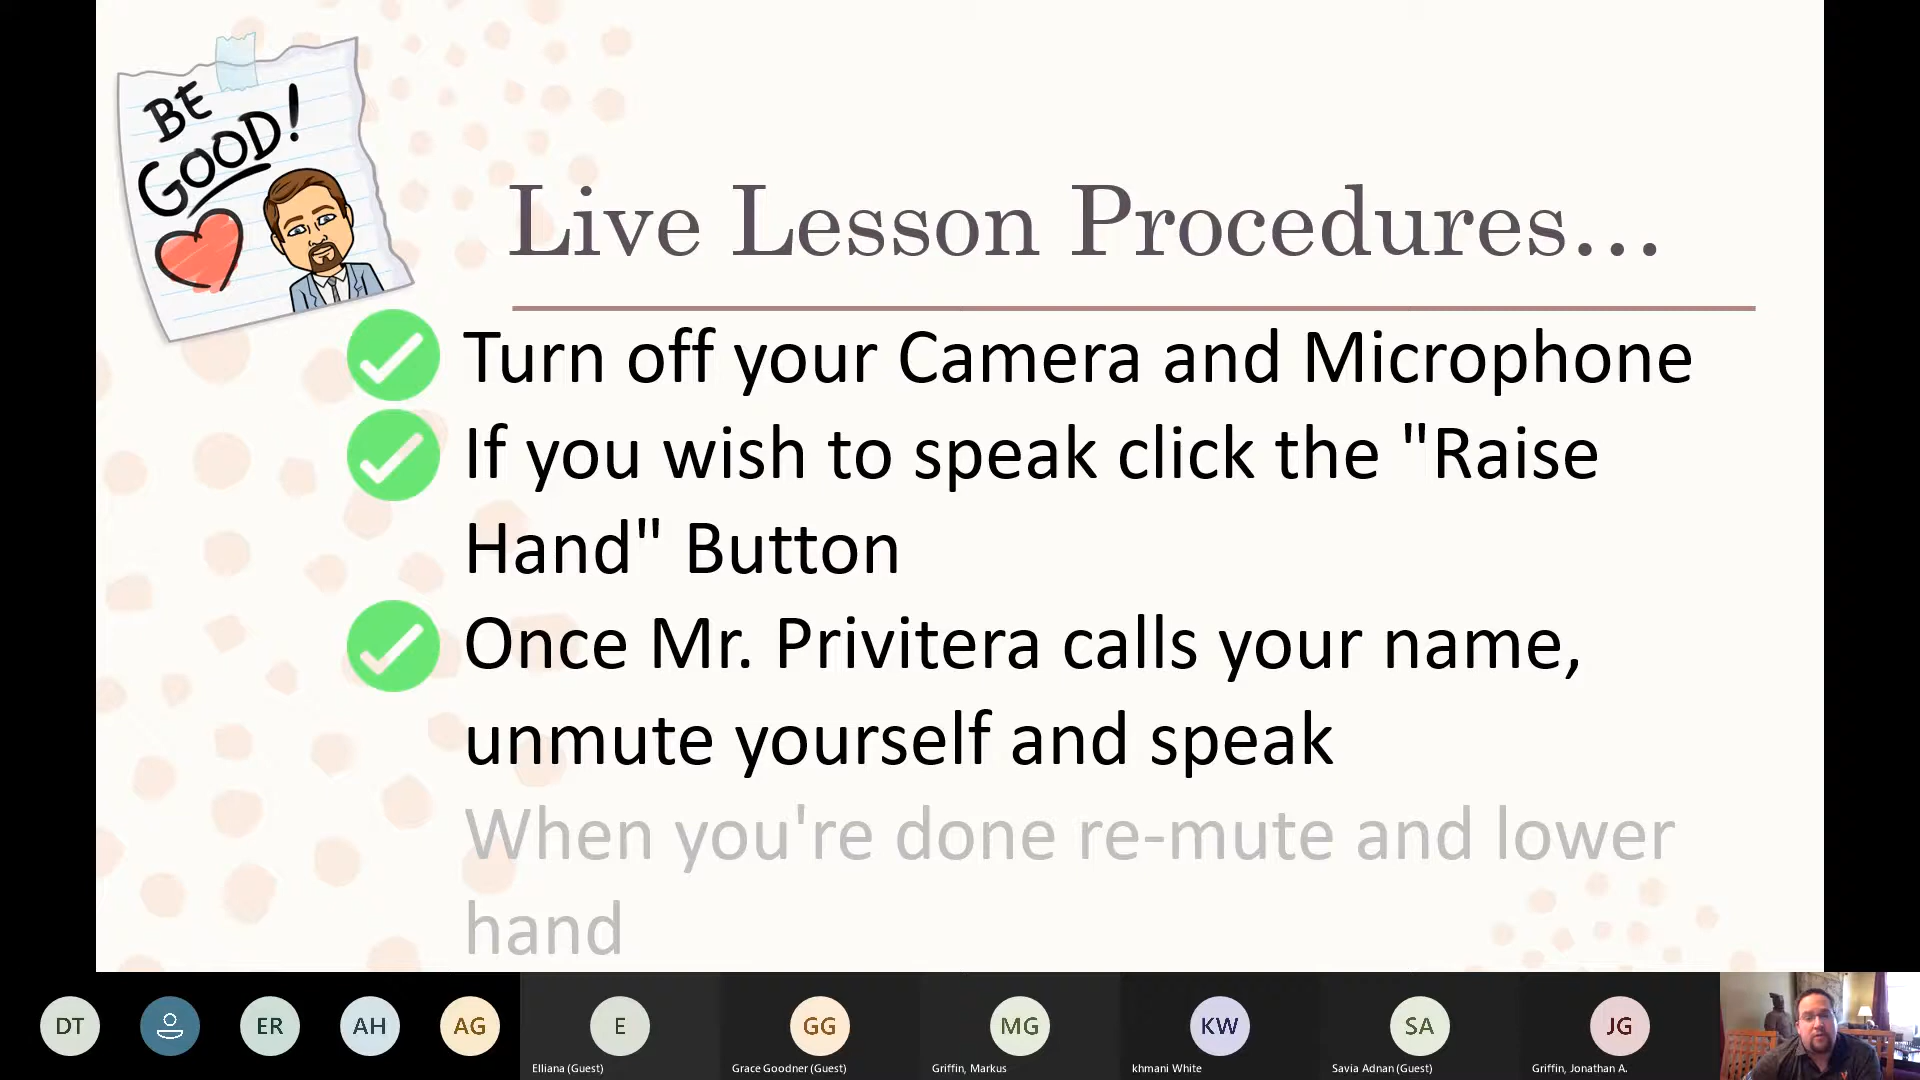 BE
GOOD!
Live Lesson Procedures...
Turn off your Camera and Microphone
If you wish to speak click the "Raise
Hand" Button
Once Mr. Privitera calls your name,
unmute yourself and speak
When you're done re-mute and lower
hand
DT
ER
AH
AG
E
GG
MG
KW
SA
JG
Elliana (Guest)
Grace Goodner (Guest)
Griffin, Markus
khmani White
Savia Adnan (Guest)
Griffin, Jonathan A.